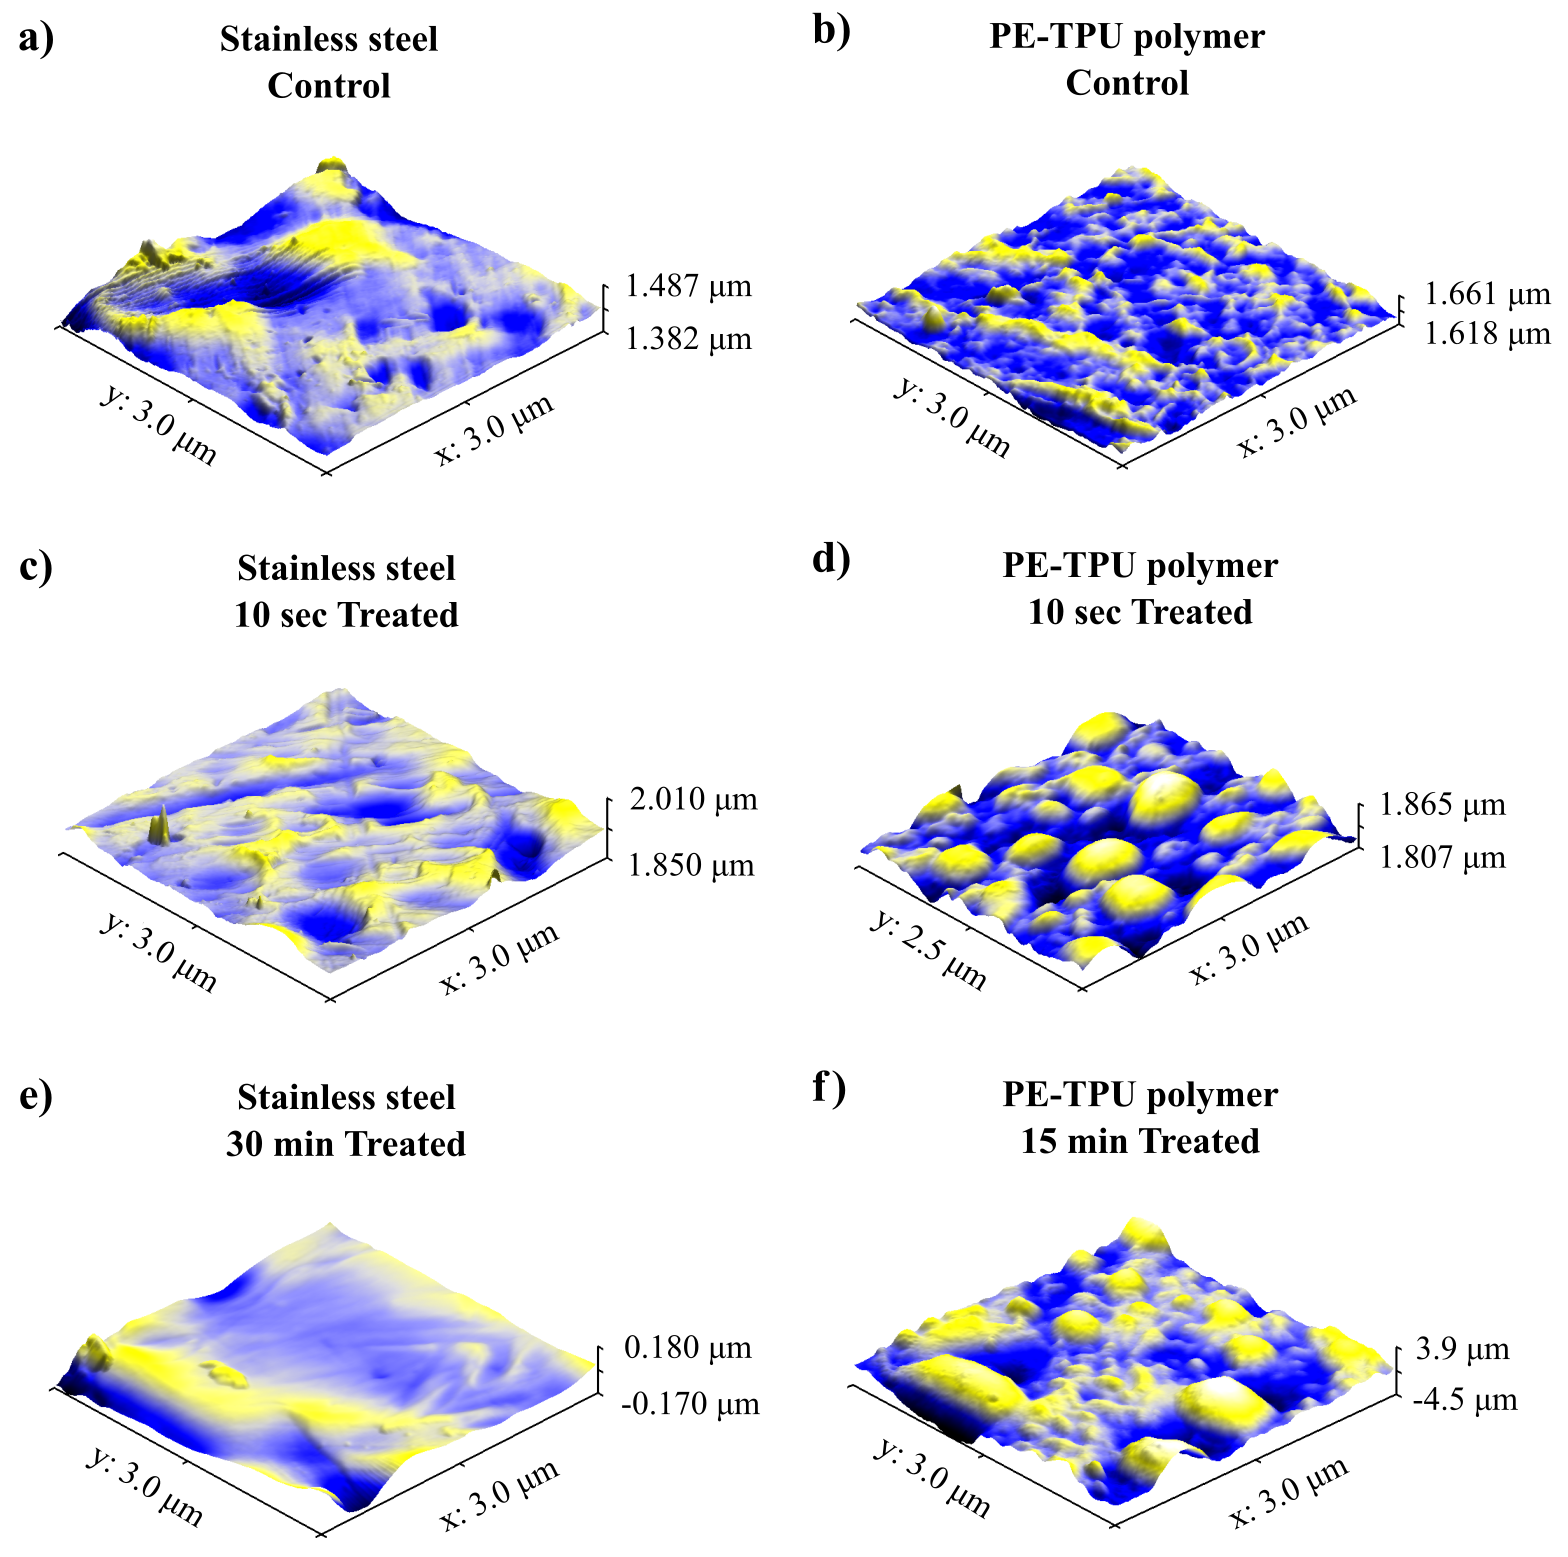 a)
Stainless steel
Control
1.487 μm
1.382 μm
y: 3.0 μm
x: 3.0 μm
b)
PE-TPU polymer
Control
1.661 μm
1.618 μm
y: 3.0 μm
x: 3.0 μm
c)
Stainless steel
10 sec Treated
2.010 μm
1.850 μm
y: 3.0 μm
x: 3.0 μm
d)
PE-TPU polymer
10 sec Treated
1.865 μm
1.807 μm
y: 2.5 μm
x: 3.0 μm
e)
Stainless steel
30 min Treated
0.180 μm
-0.170 μm
y: 3.0 μm
x: 3.0 μm
f)
PE-TPU polymer
15 min Treated
3.9 μm
-4.5 μm
y: 3.0 μm
x: 3.0 μm